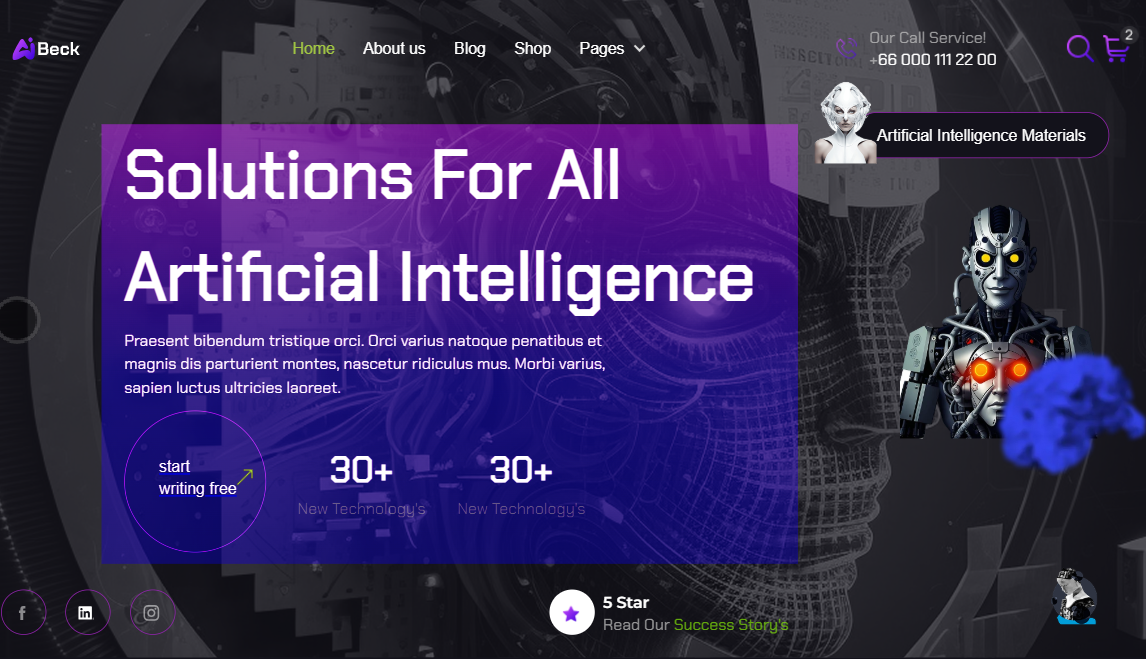 AiBeck
Home
About us
Blog
Shop
Pages
Our Call Service!
+66 000 111 22 00
2
Artificial Intelligence Materials
Solutions For All
Artificial Intelligence
Praesent bibendum tristique orci. Orci varius natoque penatibus et
magnis dis parturient montes, nascetur ridiculus mus. Morbi varius,
sapien luctus ultricies laoreet.
start
writing free
30+
New Technology's
30+
New Technology's
5 Star
Read Our Success Story's